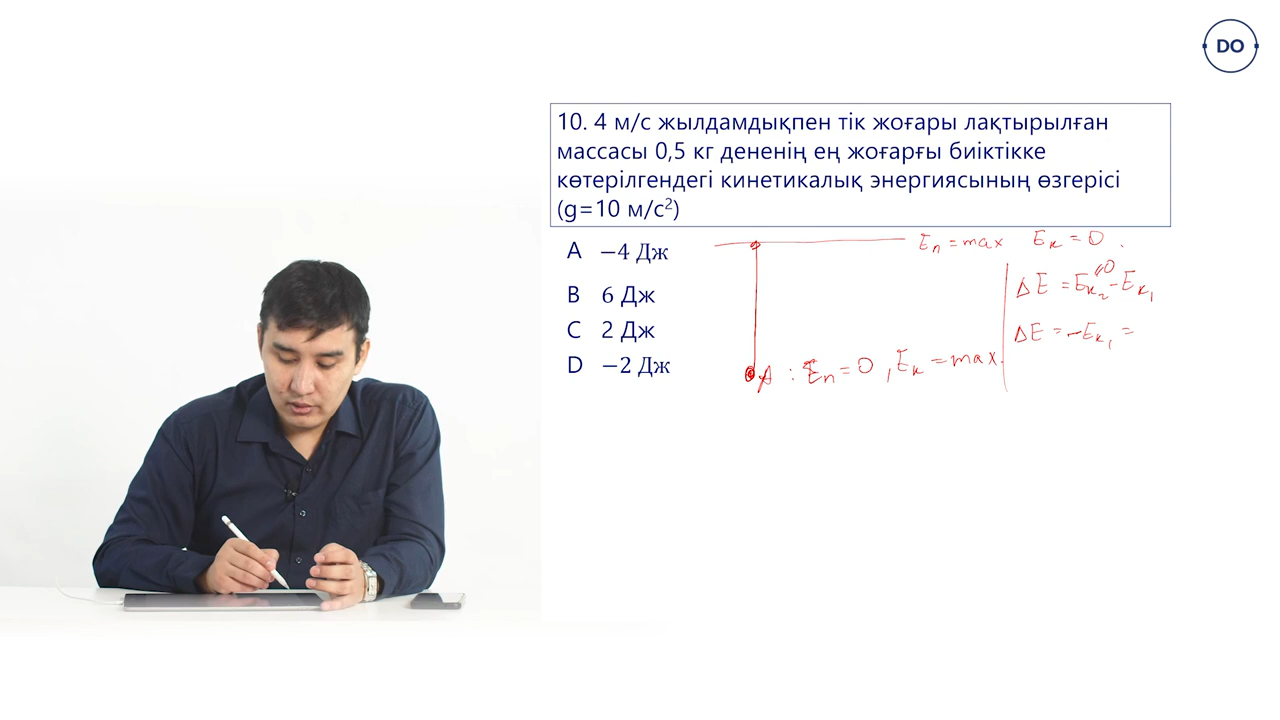 DO
10. 4 м/с жылдамдықпен тік жоғары лақтырылған
массасы 0,5 кг дененің ең жоғарғы биіктікке
көтерілгендегі кинетикалық энергиясының өзгерісі
(g=10 м/с²)
A −4 Дж
B 6 Дж
C 2 Дж
D −2 Дж
Eп = max Eк = 0
ΔE = Eк₂ − Eк₁
=0
ΔE = −Eк₁ =
A : Eп = 0 , Eк = max.